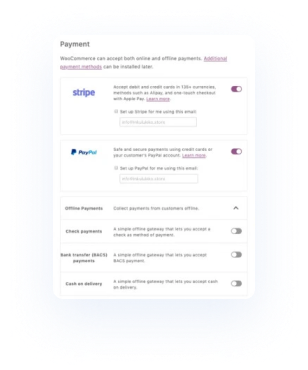 Payment
WooCommerce can accept both online and offline payments. Additional
payment methods can be installed later.
stripe
Accept debit and credit cards in 135+ currencies,
methods such as Alipay, and one-touch checkout
with Apple Pay. Learn more.
Set up Stripe for me using this email:
PayPal
Safe and secure payments using credit cards or
your customer's PayPal account. Learn more.
Set up PayPal for me using this email:
Offline Payments
Collect payments from customers offline.
Check payments
A simple offline gateway that lets you accept a
check as method of payment.
Bank transfer (BACS)
payments
A simple offline gateway that lets you accept
BACS payment.
Cash on delivery
A simple offline gateway that lets you accept cash
on delivery.